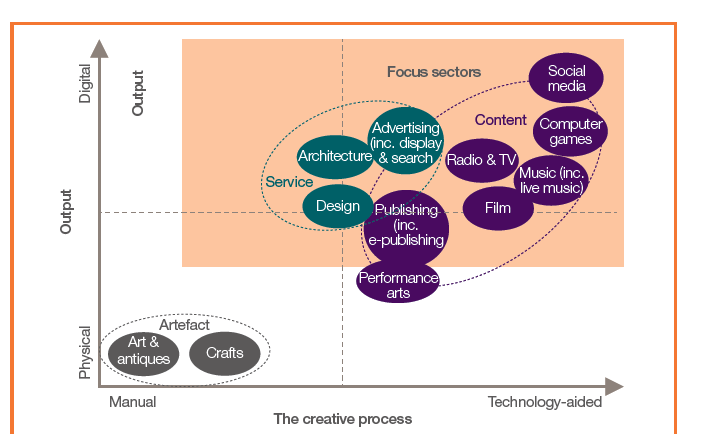 Digital
Output
Focus sectors
Social
media
Content
Computer
games
Advertising
(inc. display
& search
Architecture
Radio & TV
Service
Music (inc.
live music)
Design
Film
Output
Publishing
(inc.
e-publishing
Performance
arts
Artefact
Physical
Art &
antiques
Crafts
Manual
Technology-aided
The creative process